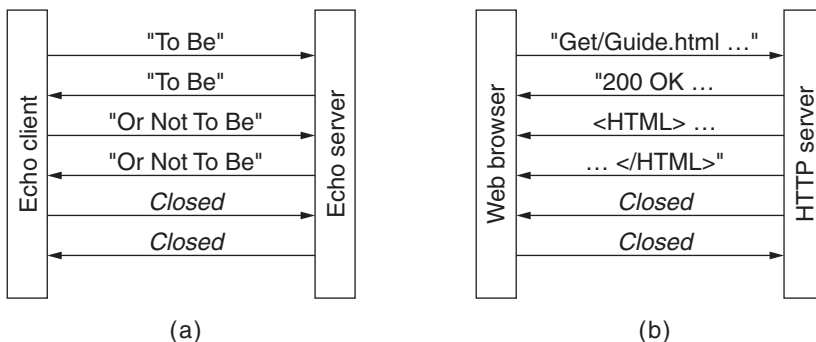 Echo client
"To Be"
"To Be"
"Or Not To Be"
"Or Not To Be"
Closed
Closed
Echo server
(a)
Web browser
"Get/Guide.html …"
"200 OK …
<HTML> …
… </HTML>"
Closed
Closed
HTTP server
(b)